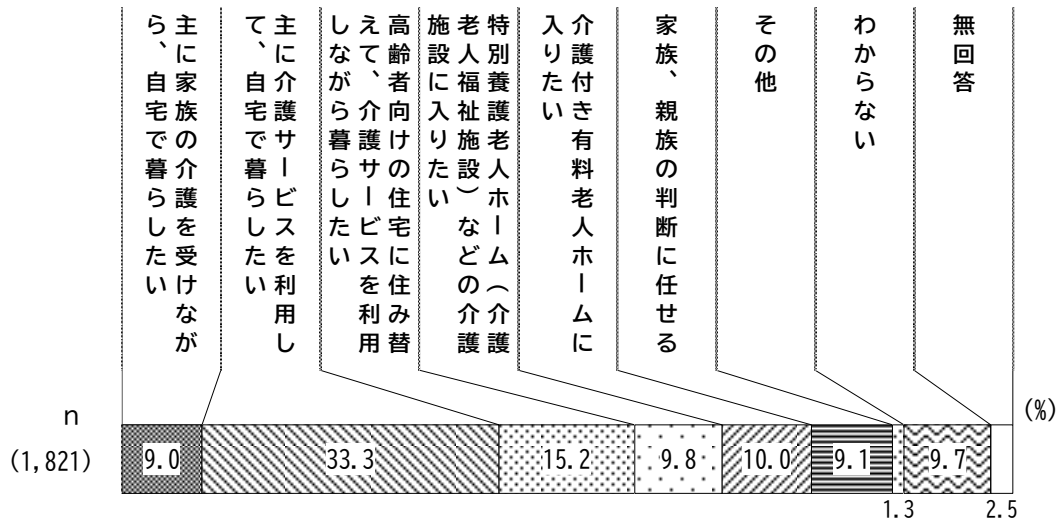 主に家族の介護を受けなが
ら、自宅で暮らしたい
主に介護サービスを利用し
て、自宅で暮らしたい
高齢者向けの住宅に住み替
えて、介護サービスを利用
しながら暮らしたい
特別養護老人ホーム（介護
老人福祉施設）などの介護
施設に入りたい
介護付き有料老人ホームに
入りたい
家族、親族の判断に任せる
その他
わからない
無回答
n
(%)
(1,821)
9.0
33.3
15.2
9.8
10.0
9.1
9.7
1.3
2.5